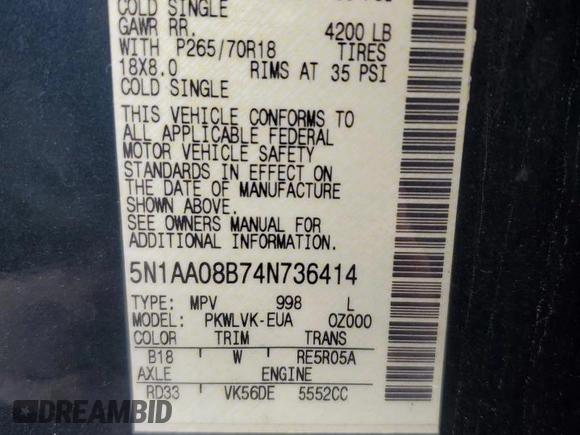 COLD SINGLE
GAWR RR. 4200 LB
WITH P265/70R18 TIRES
18X8.0 RIMS AT 35 PSI
COLD SINGLE
THIS VEHICLE CONFORMS TO
ALL APPLICABLE FEDERAL
MOTOR VEHICLE SAFETY
STANDARDS IN EFFECT ON
THE DATE OF MANUFACTURE
SHOWN ABOVE.
SEE OWNERS MANUAL FOR
ADDITIONAL INFORMATION.
5N1AA08B74N736414
TYPE: MPV 998 L
MODEL: PKWLVK-EUA 0Z000
COLOR TRIM TRANS
B18 W RE5R05A
AXLE ENGINE
RD33 VK56DE 5552CC
DREAMBID